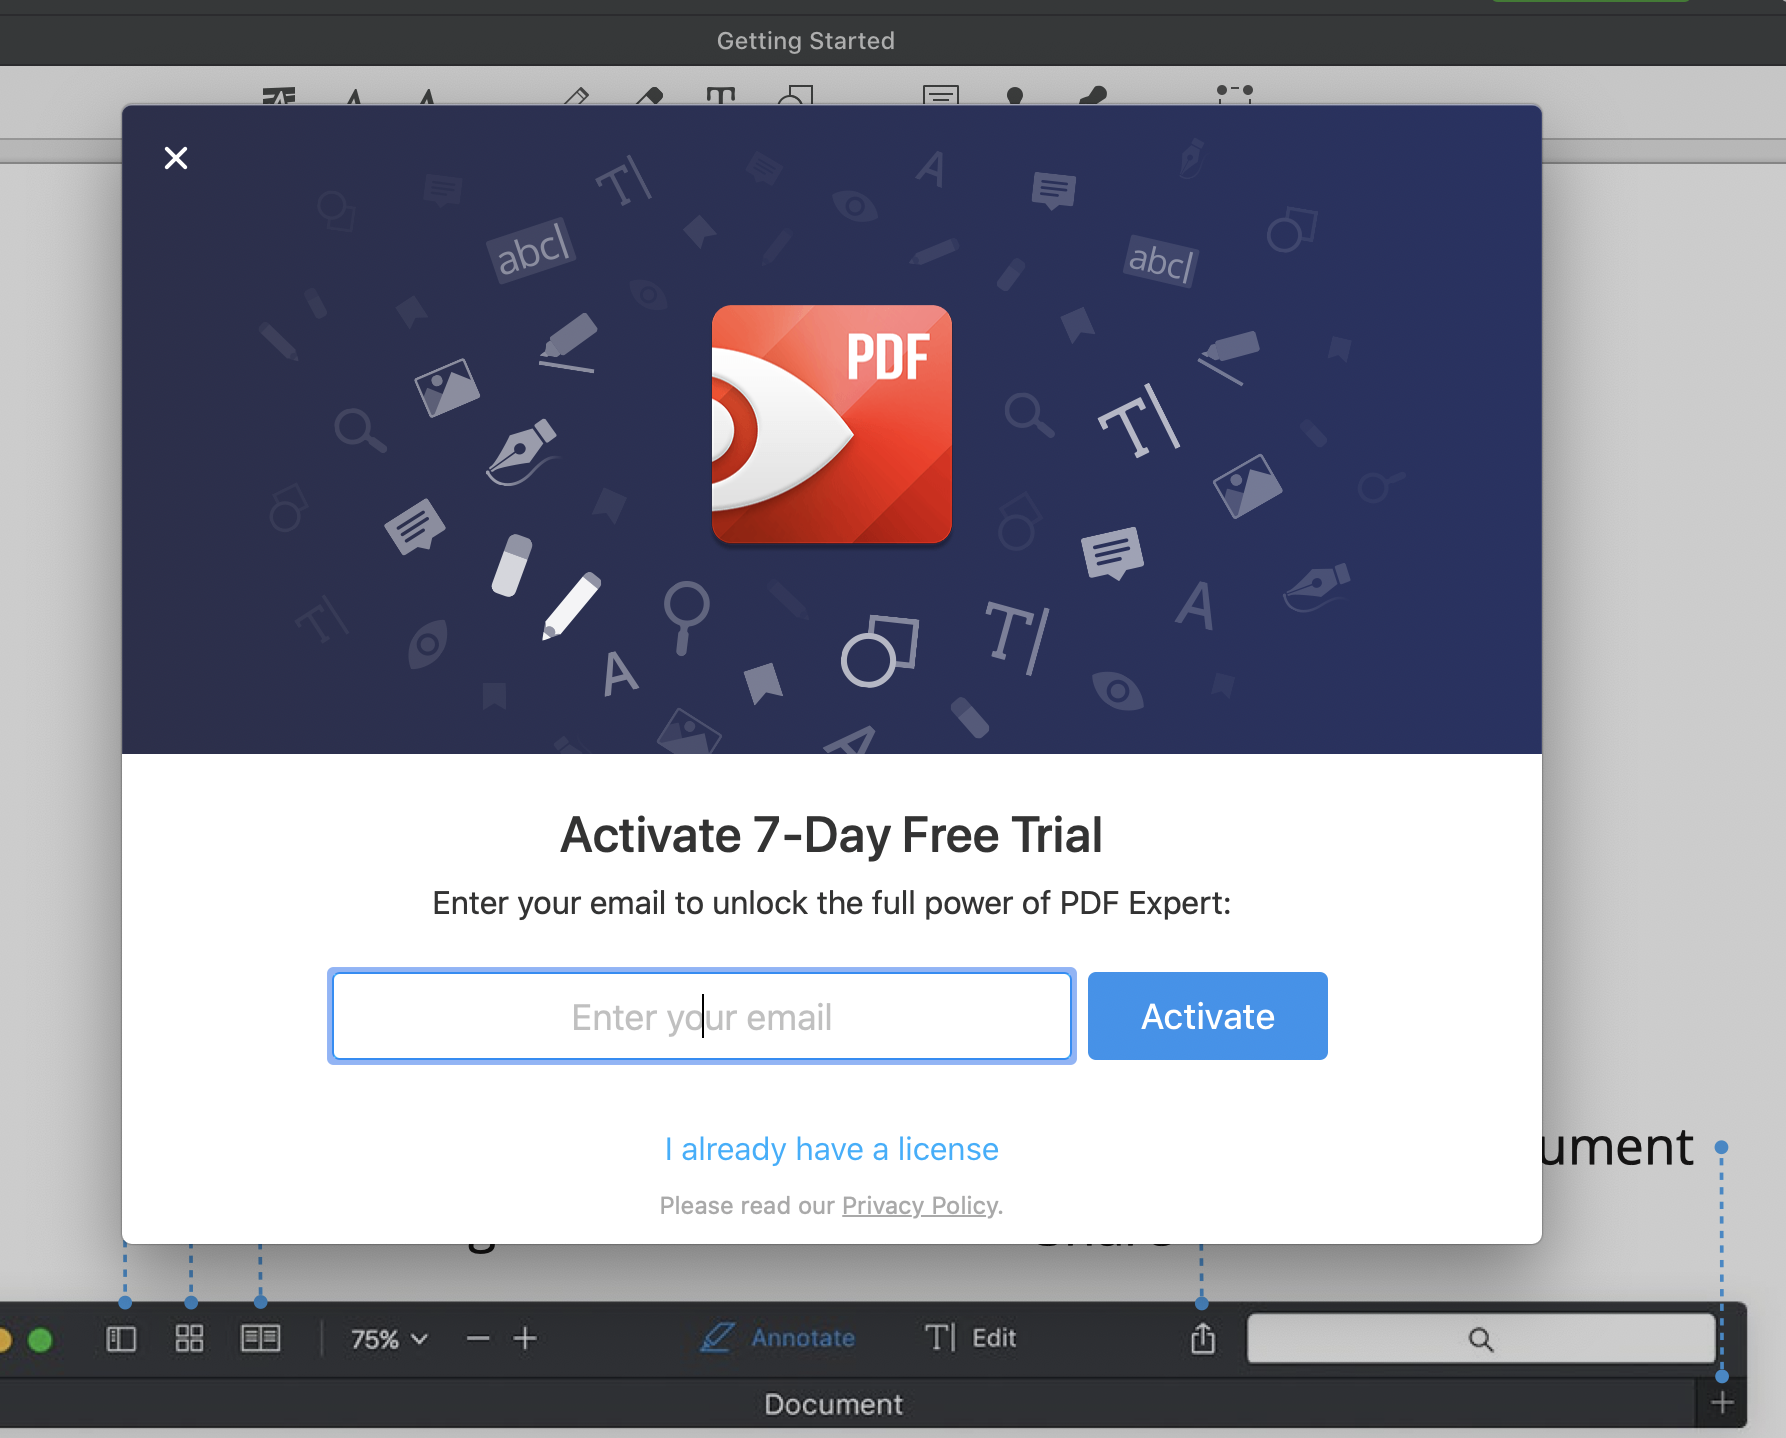 Getting Started
T
abc
T
A
abc
PDF
T
T
T
A
A
A
Activate 7-Day Free Trial
Enter your email to unlock the full power of PDF Expert:
Enter your email
Activate
I already have a license
ument
Please read our Privacy Policy.
75%
Annotate
T Edit
Document